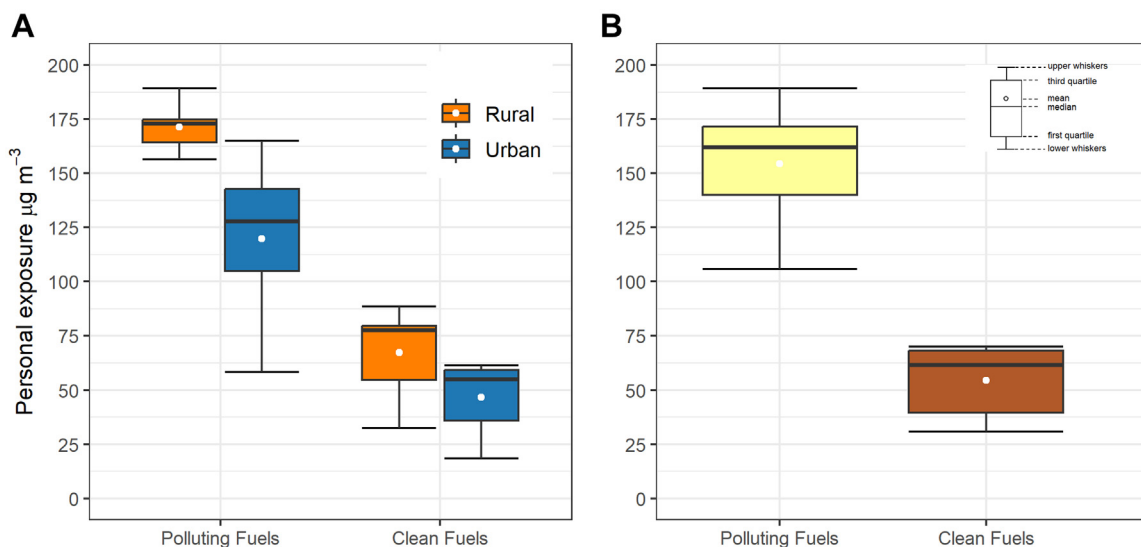 A
B
Personal exposure µg m⁻³
200
175
150
125
100
75
50
25
0
Rural
Urban
Polluting Fuels
Clean Fuels
200
175
150
125
100
75
50
25
0
upper whiskers
third quartile
mean
median
first quartile
lower whiskers
Polluting Fuels
Clean Fuels